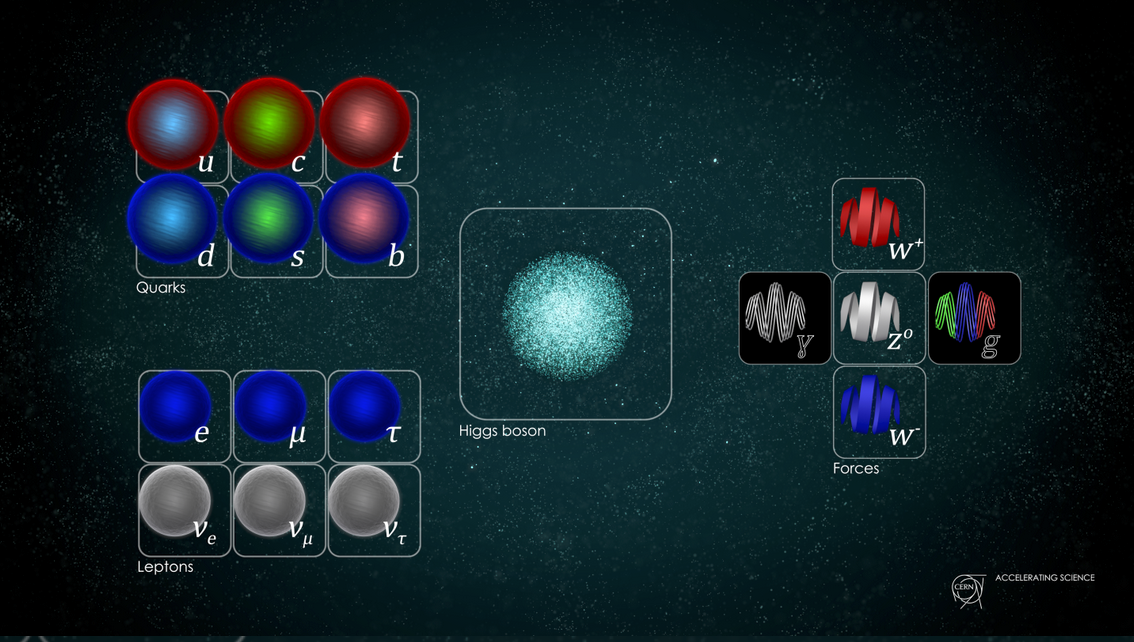 u c t
d s b
Quarks
e μ τ
νe νμ ντ
Leptons
Higgs boson
W+
γ Z0 g
W-
Forces
CERN
ACCELERATING SCIENCE